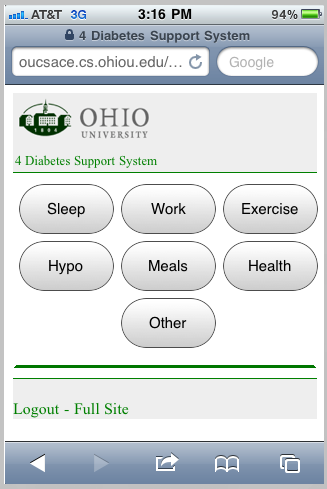 AT&T 3G 3:16 PM 94%
4 Diabetes Support System
oucsace.cs.ohiou.edu/... Google
1804
OHIO
UNIVERSITY
4 Diabetes Support System
Sleep Work Exercise
Hypo Meals Health
Other
Logout - Full Site